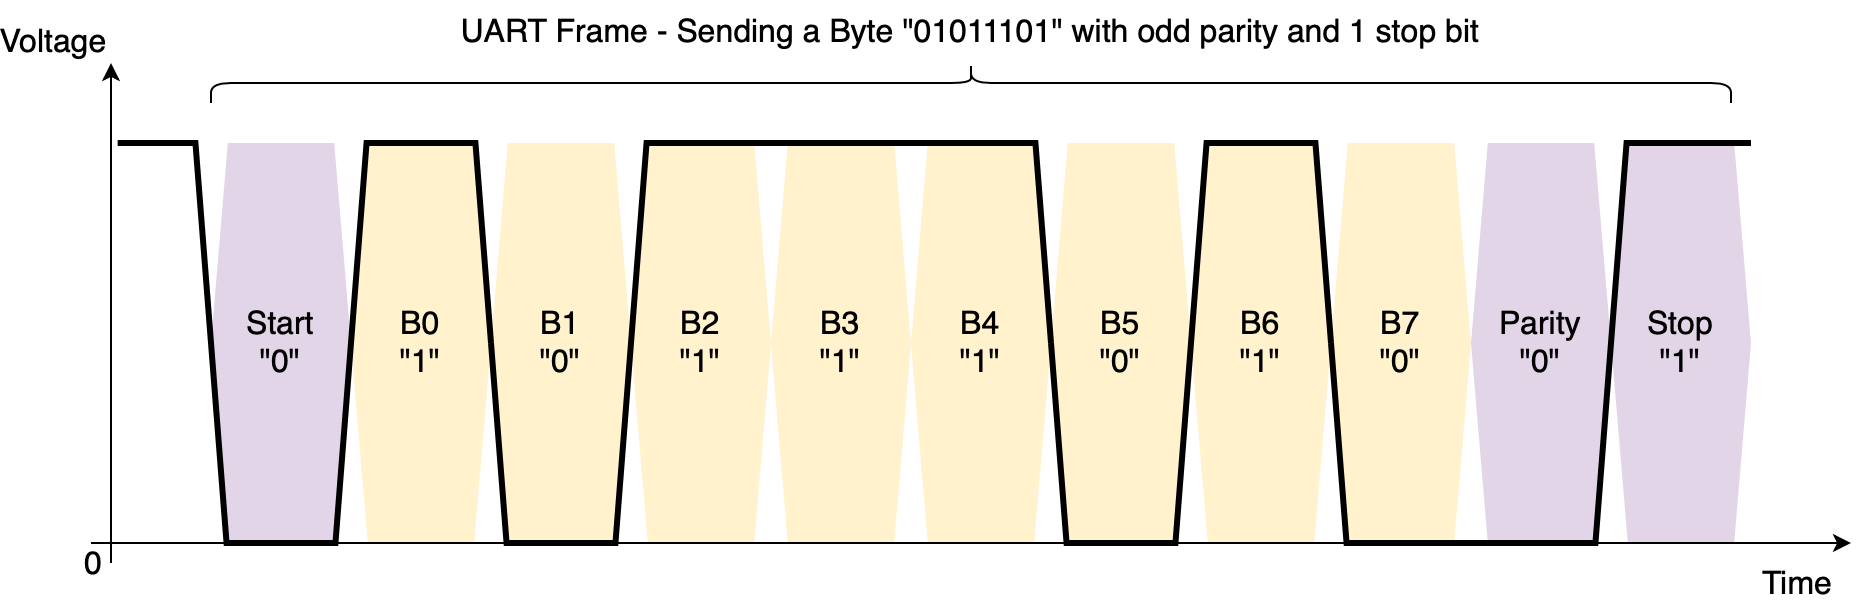 UART Frame - Sending a Byte "01011101" with odd parity and 1 stop bit
Voltage
Start
"0"
B0
"1"
B1
"0"
B2
"1"
B3
"1"
B4
"1"
B5
"0"
B6
"1"
B7
"0"
Parity
"0"
Stop
"1"
0
Time